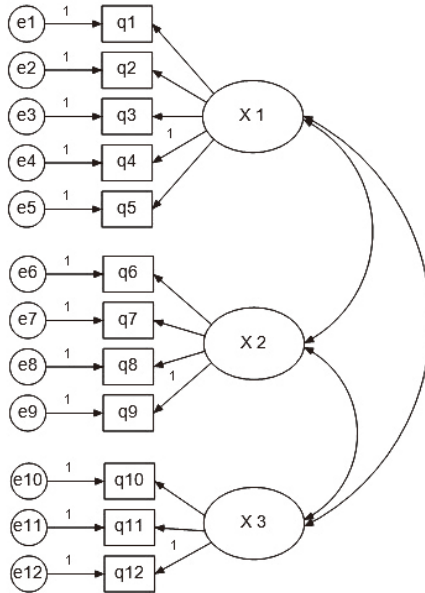 e1 1 q1
e2 1 q2
e3 1 q3 X 1
1
e4 1 q4
e5 1 q5
e6 1 q6
e7 1 q7
X 2
e8 1 q8
1
e9 1 q9
e10 1 q10
e11 1 q11 X 3
1
e12 1 q12